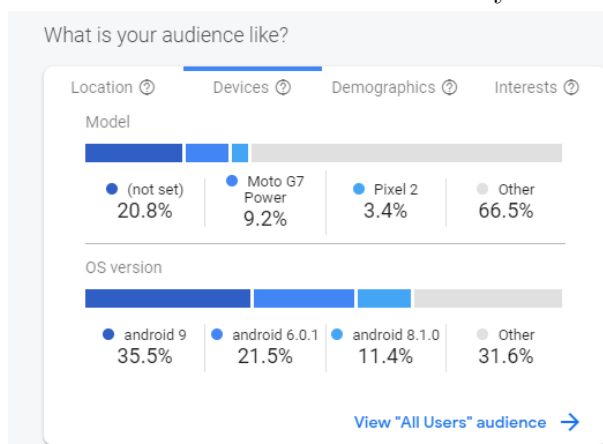 What is your audience like?
Location ?
Devices ?
Demographics ?
Interests ?
Model
(not set)
20.8%
Moto G7
Power
9.2%
Pixel 2
3.4%
Other
66.5%
OS version
android 9
35.5%
android 6.0.1
21.5%
android 8.1.0
11.4%
Other
31.6%
View "All Users" audience →